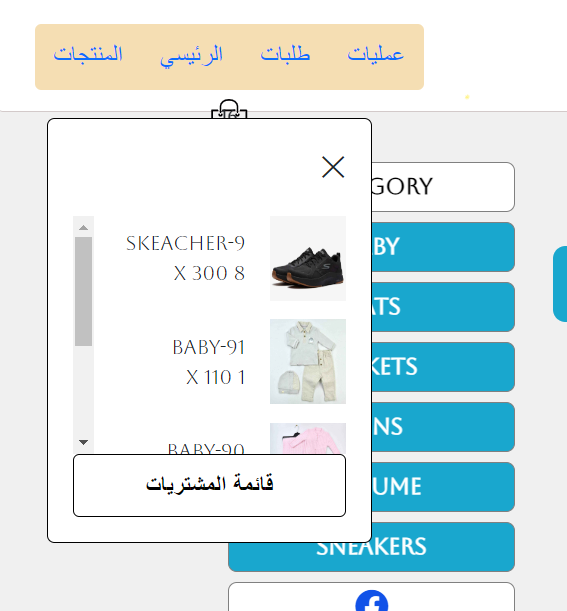 عمليات
طلبات
الرئيسي
المنتجات
SKEACHER-9
X 300 8
BABY-91
X 110 1
BABY-90
قائمة المشتريات
GORY
BY
KETS
NS
UME
SNEAKERS